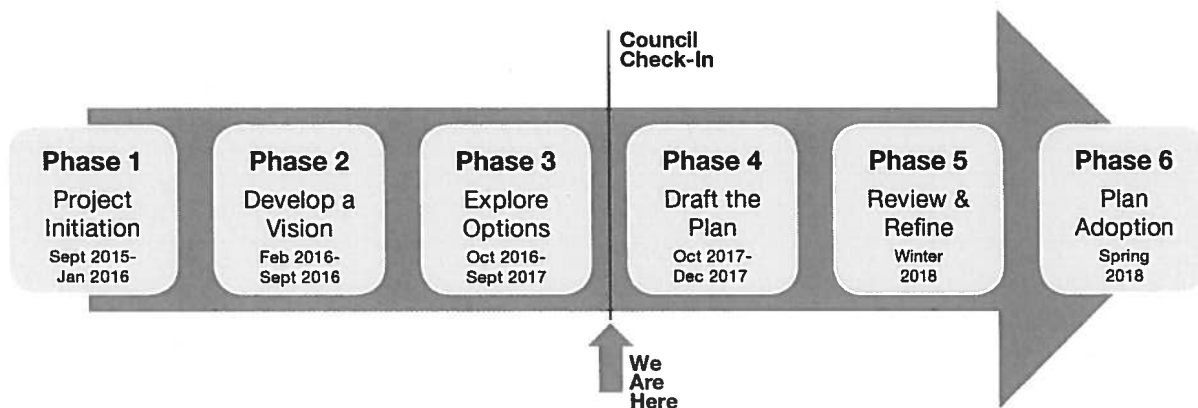 Council
Check-In
Phase 1
Project
Initiation
Sept 2015-
Jan 2016
Phase 2
Develop a
Vision
Feb 2016-
Sept 2016
Phase 3
Explore
Options
Oct 2016-
Sept 2017
Phase 4
Draft the
Plan
Oct 2017-
Dec 2017
Phase 5
Review &
Refine
Winter
2018
Phase 6
Plan
Adoption
Spring
2018
We
Are
Here